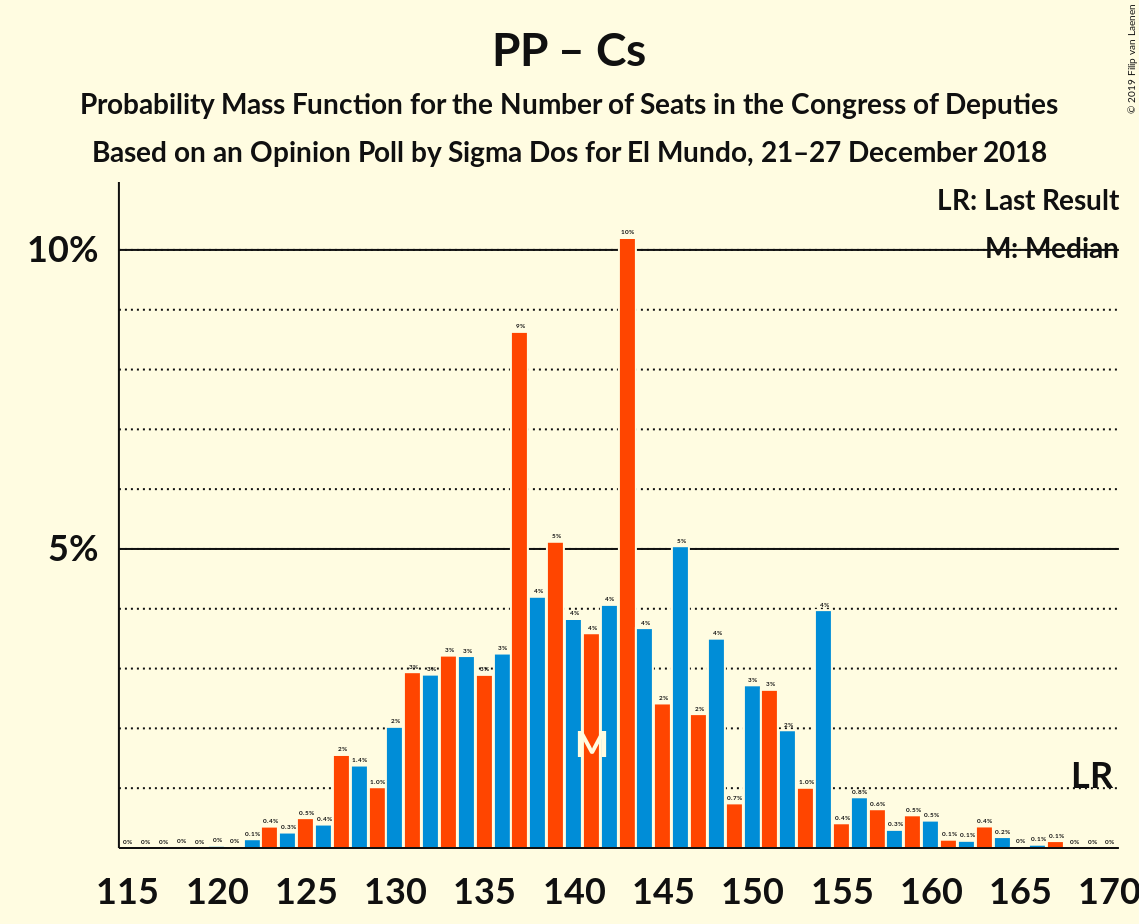 PP – Cs
Probability Mass Function for the Number of Seats in the Congress of Deputies
Based on an Opinion Poll by Sigma Dos for El Mundo, 21–27 December 2018
© 2019 Filip van Laenen
LR: Last Result
M: Median
10%
5%
0% 0% 0% 0% 0% 0% 0% 0.1% 0.4% 0.3% 0.5% 0.4% 2% 1.4% 1.0% 2% 3% 3% 3% 3% 3% 3% 9% 4% 5% 4% 4% 4% 10% 4% 2% 5% 2% 4% 0.7% 3% 3% 2% 1.0% 4% 0.4% 0.8% 0.6% 0.3% 0.5% 0.5% 0.1% 0.1% 0.4% 0.2% 0% 0.1% 0.1% 0% 0% 0%
M
LR
115 120 125 130 135 140 145 150 155 160 165 170